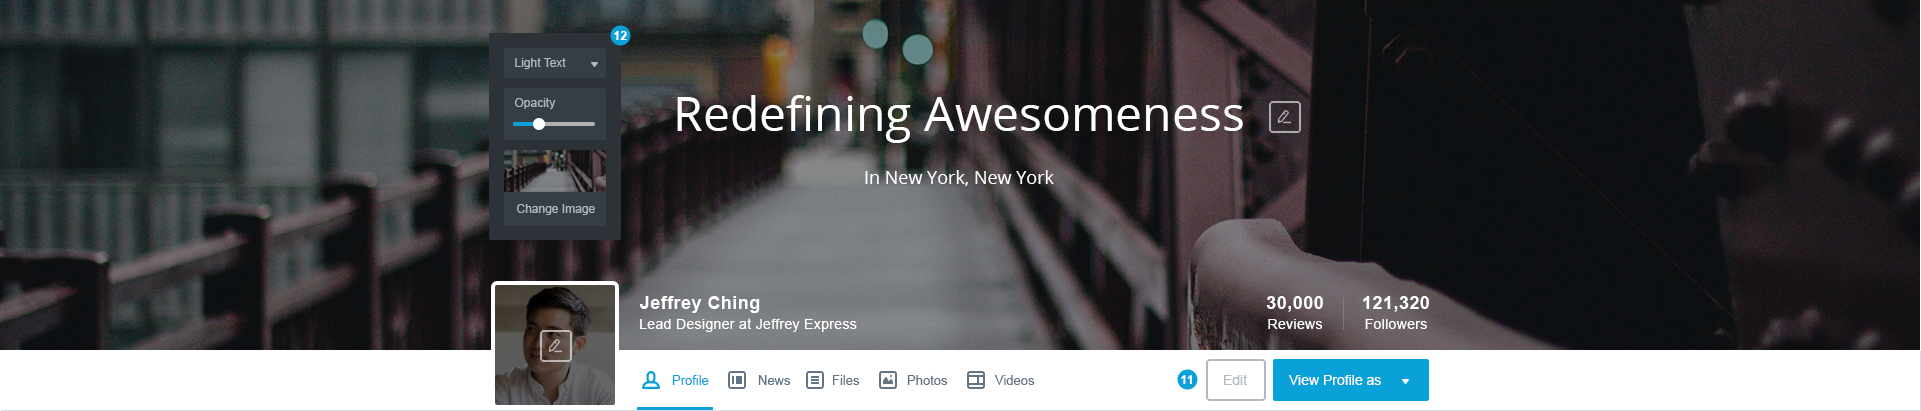 12
Light Text
Opacity
Change Image
Redefining Awesomeness
In New York, New York
Jeffrey Ching
Lead Designer at Jeffrey Express
30,000 121,320
Reviews Followers
Profile News Files Photos Videos 11 Edit View Profile as